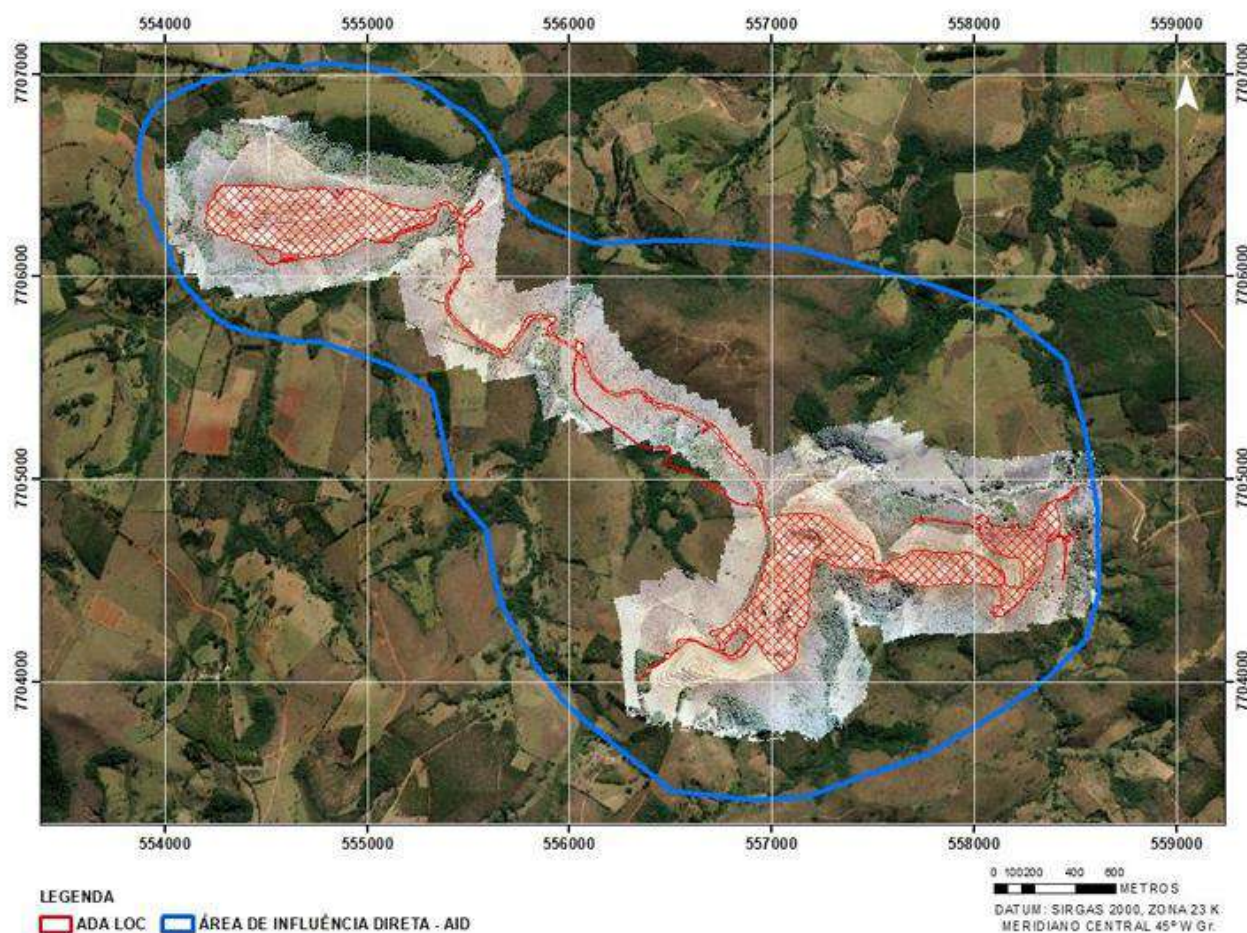 554000 555000 556000 557000 558000 559000
7707000 7707000
7706000 7706000
7705000 7705000
7704000 7704000
554000 555000 556000 557000 558000 559000
LEGENDA
ADA LOC ÁREA DE INFLUÊNCIA DIRETA - AID
0 100200 400 600
METROS
DATUM: SIRGAS 2000, ZONA 23 K
MERIDIANO CENTRAL 45º W Gr.